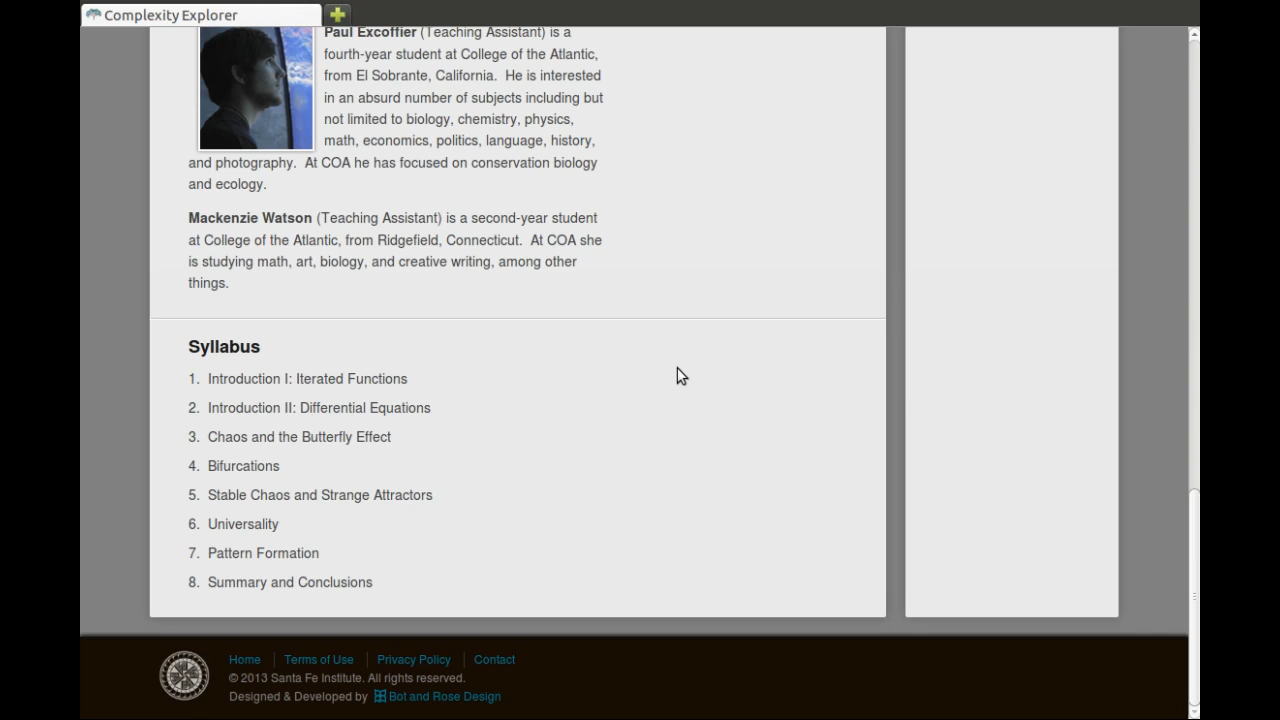 Complexity Explorer
Paul Excoffier (Teaching Assistant) is a
fourth-year student at College of the Atlantic,
from El Sobrante, California.  He is interested
in an absurd number of subjects including but
not limited to biology, chemistry, physics,
math, economics, politics, language, history,
and photography.  At COA he has focused on conservation biology
and ecology.
Mackenzie Watson (Teaching Assistant) is a second-year student
at College of the Atlantic, from Ridgefield, Connecticut.  At COA she
is studying math, art, biology, and creative writing, among other
things.
Syllabus
1.  Introduction I: Iterated Functions
2.  Introduction II: Differential Equations
3.  Chaos and the Butterfly Effect
4.  Bifurcations
5.  Stable Chaos and Strange Attractors
6.  Universality
7.  Pattern Formation
8.  Summary and Conclusions
Home | Terms of Use | Privacy Policy | Contact
© 2013 Santa Fe Institute. All rights reserved.
Designed & Developed by Bot and Rose Design